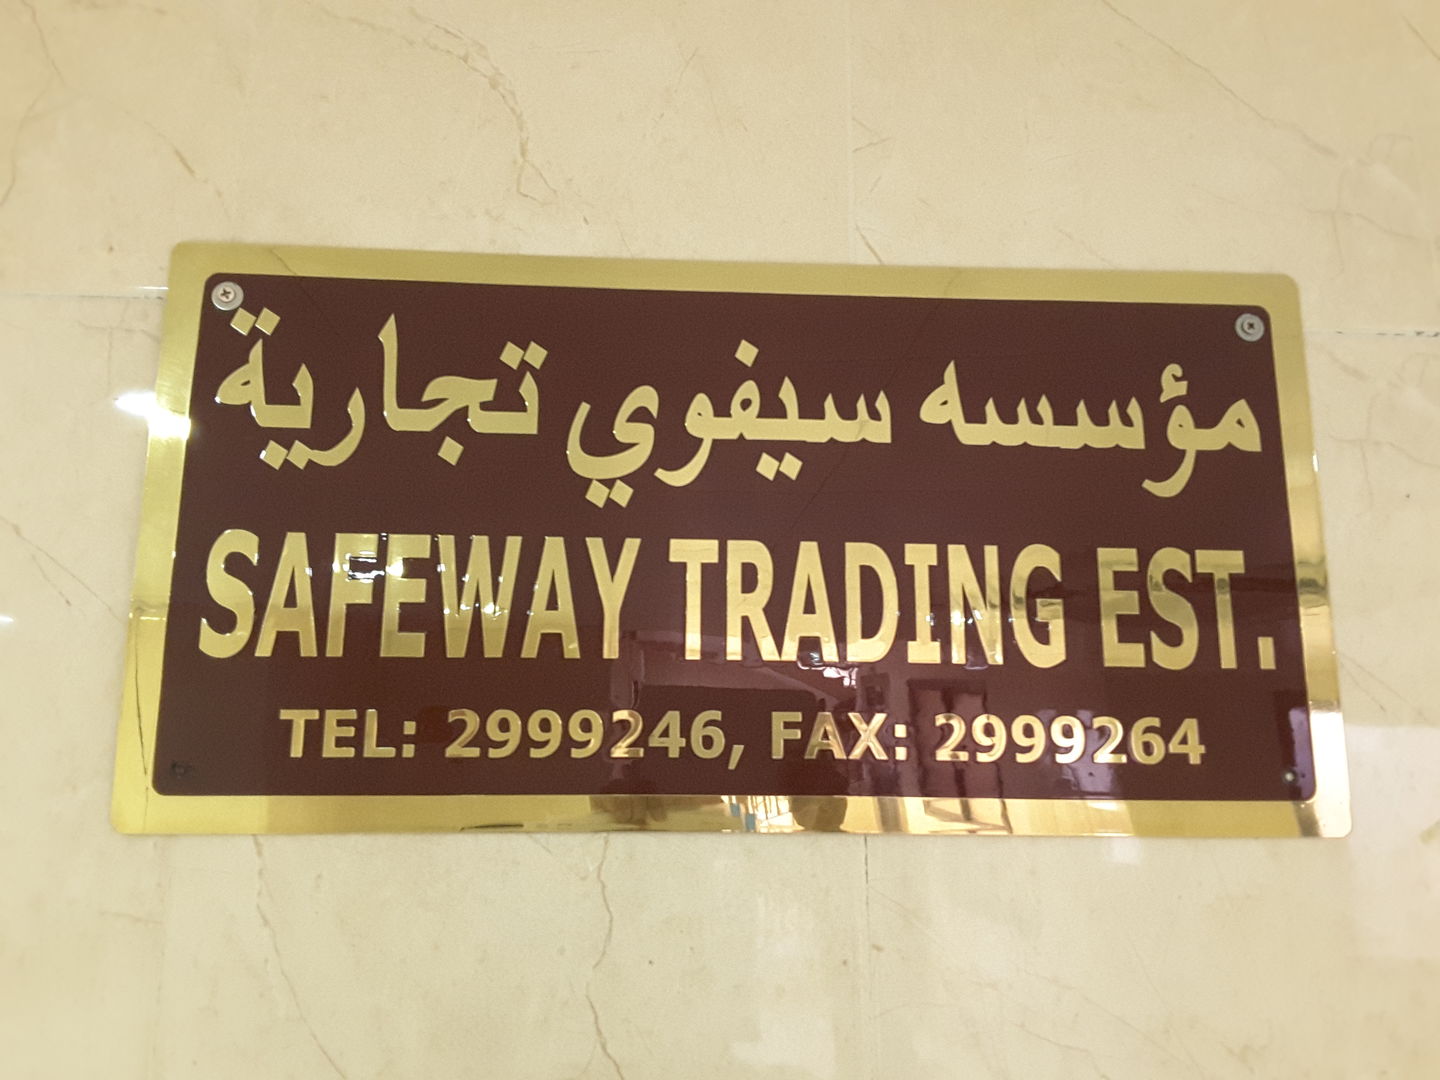 مؤسسه سيفوي تجارية
SAFEWAY TRADING EST.
TEL: 2999246, FAX: 2999264